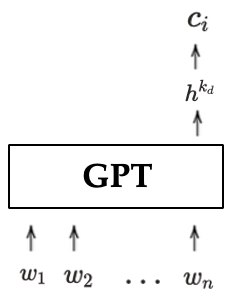 c_i
h^{k_d}
GPT
w_1 w_2 ... w_n